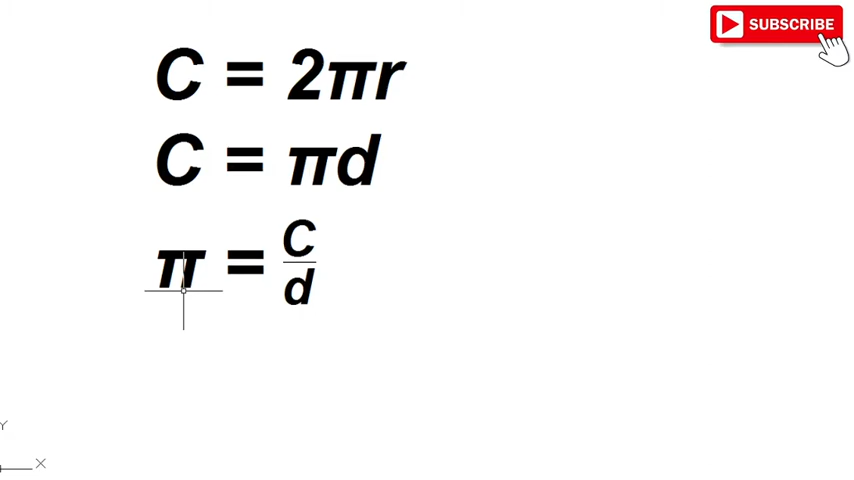 SUBSCRIBE
C = 2πr
C = πd
π = C/d
Y
X